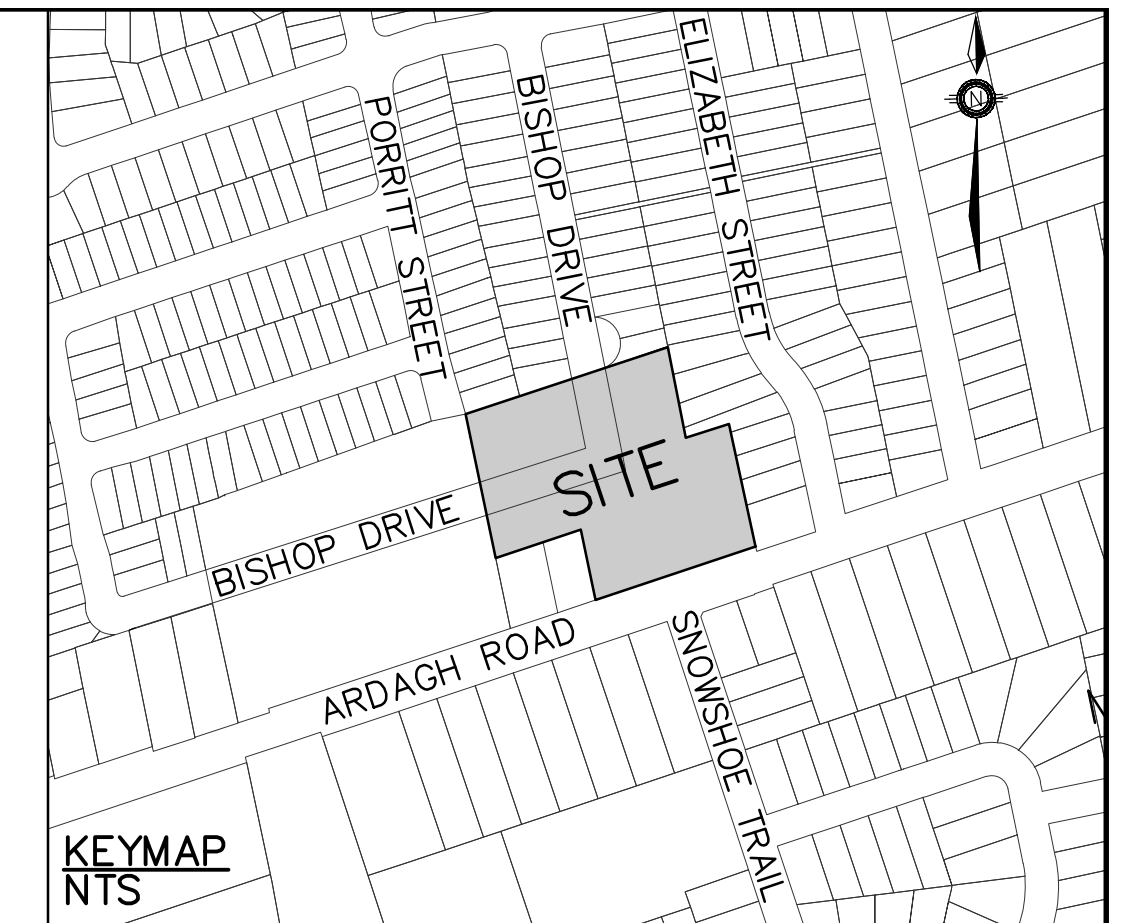 PORRITT STREET
BISHOP DRIVE
ELIZABETH STREET
N
SITE
BISHOP DRIVE
ARDAGH ROAD
SNOWSHOE TRAIL
KEYMAP
NTS